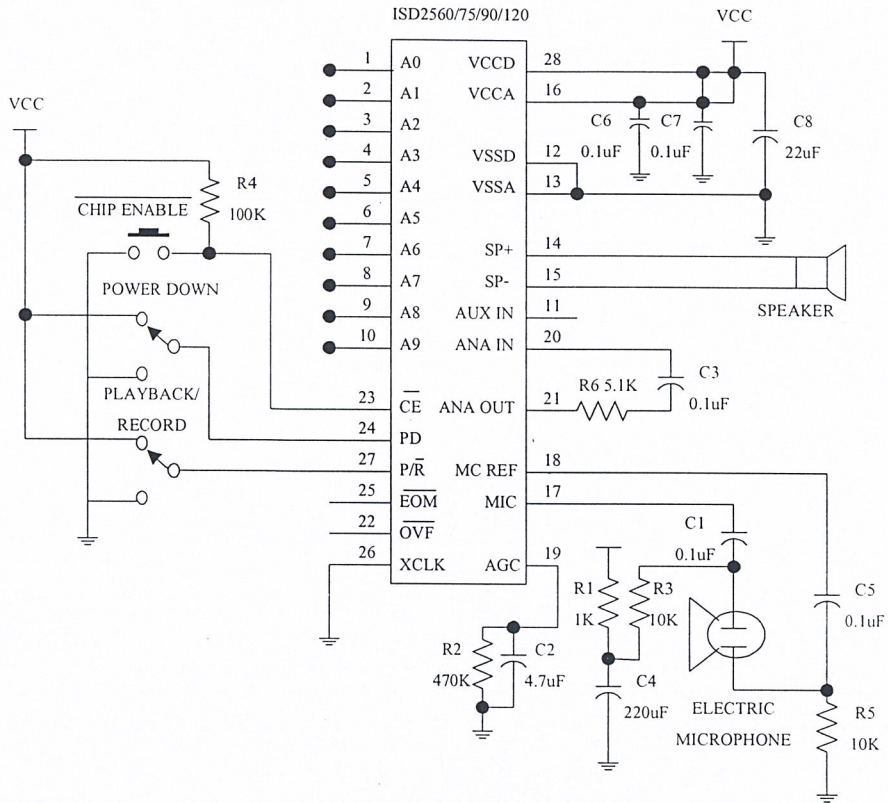 ISD2560/75/90/120
VCC
VCC
1 A0
2 A1
3 A2
4 A3
5 A4
6 A5
7 A6
8 A7
9 A8
10 A9
23 CE
24 PD
27 P/R
25 EOM
22 OVF
26 XCLK
VCCD 28
VCCA 16
VSSD 12
VSSA 13
SP+ 14
SP- 15
AUX IN 11
ANA IN 20
ANA OUT 21
MC REF 18
MIC 17
AGC 19
C6
0.1uF
C7
0.1uF
C8
22uF
R4
100K
CHIP ENABLE
POWER DOWN
PLAYBACK/
RECORD
SPEAKER
R6 5.1K
C3
0.1uF
C1
0.1uF
R1
1K
R3
10K
C5
0.1uF
R2
470K
C2
4.7uF
C4
220uF
ELECTRIC
MICROPHONE
R5
10K